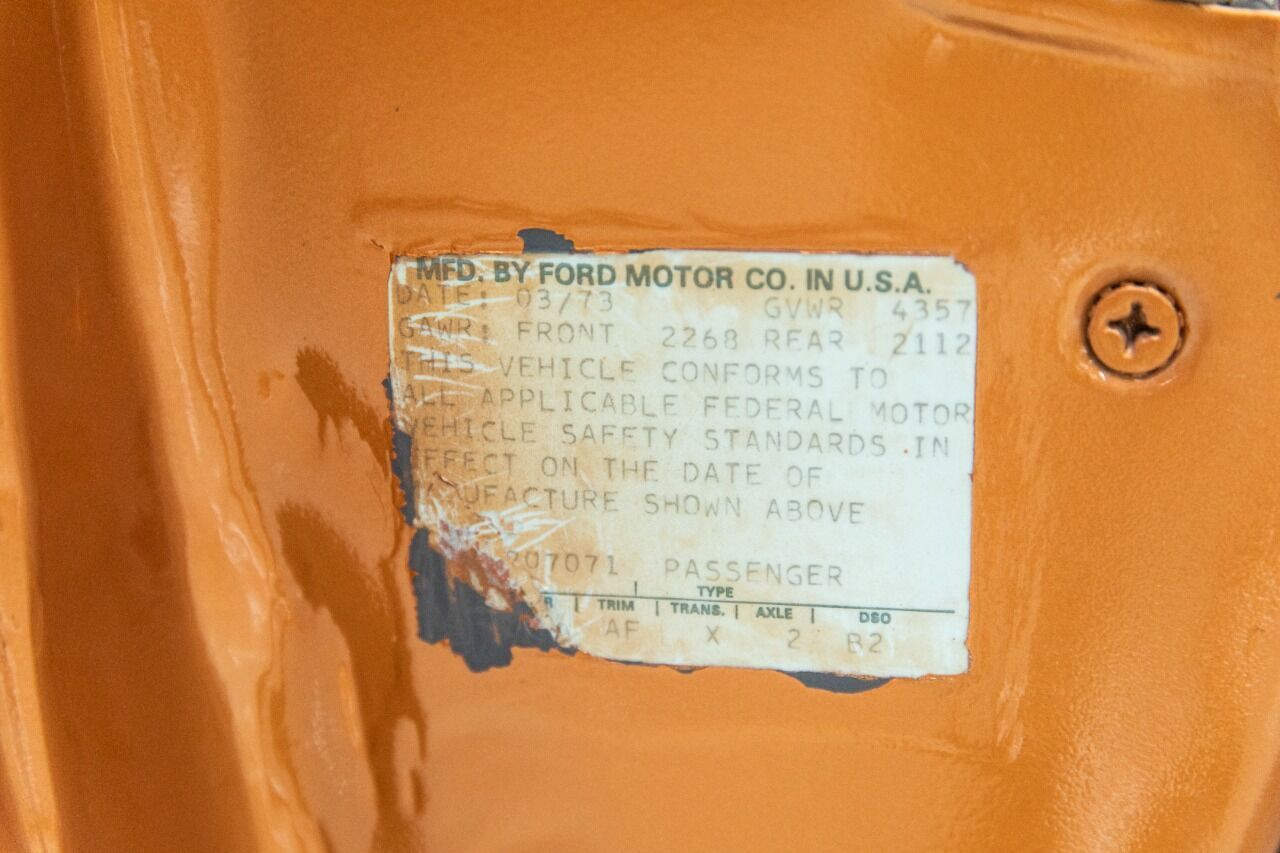 MFD. BY FORD MOTOR CO. IN U.S.A.
DATE: 03/73 GVWR 4357
GAWR: FRONT 2268 REAR 2112
THIS VEHICLE CONFORMS TO
ALL APPLICABLE FEDERAL MOTOR
VEHICLE SAFETY STANDARDS IN
EFFECT ON THE DATE OF
MANUFACTURE SHOWN ABOVE
207071 PASSENGER
TYPE
R | TRIM | TRANS. | AXLE | DSO
AF X 2 B2